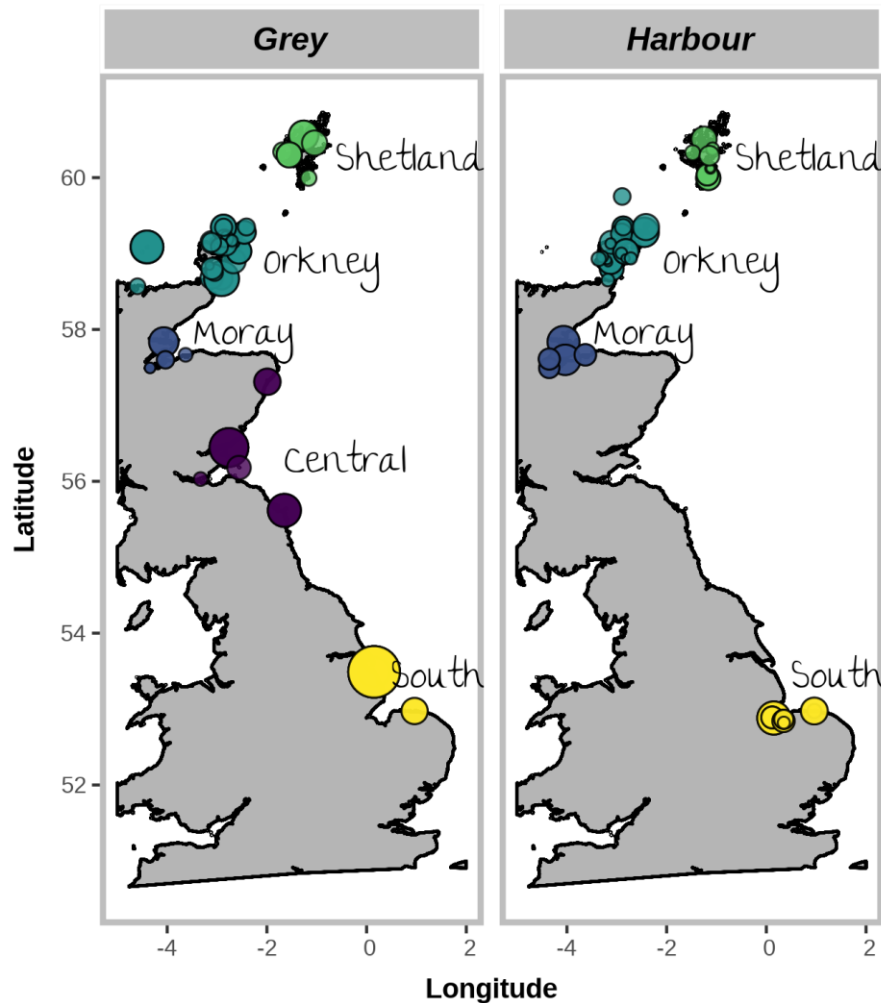 Grey Harbour
Shetland Shetland
60
Orkney Orkney
58
Moray Moray
Central
56
54
South South
52
Latitude
-4 -2 0 2 -4 -2 0 2
Longitude